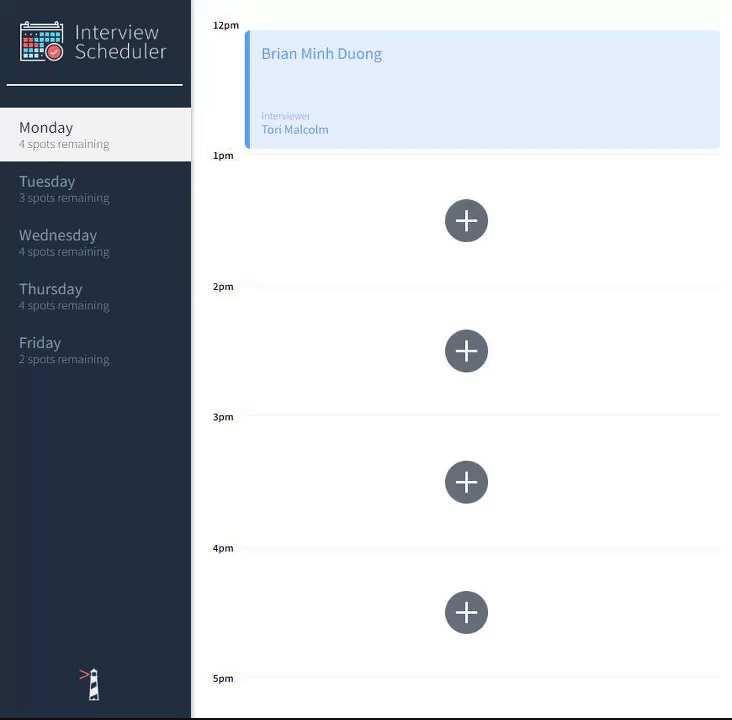 Interview
Scheduler
Monday
4 spots remaining
Tuesday
3 spots remaining
Wednesday
4 spots remaining
Thursday
4 spots remaining
Friday
2 spots remaining
12pm
Brian Minh Duong
Interviewer
Tori Malcolm
1pm
2pm
3pm
4pm
5pm